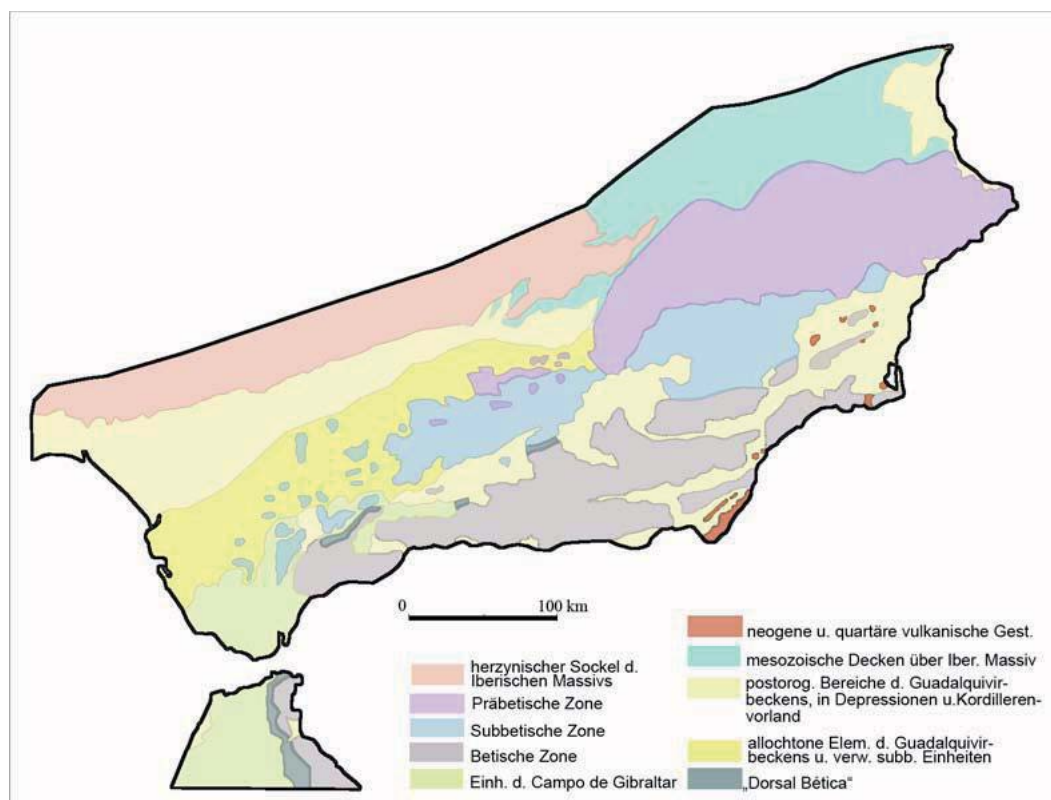 0 100 km
herzynischer Sockel d.
Iberischen Massivs
Präbetische Zone
Subbetische Zone
Betische Zone
Einh. d. Campo de Gibraltar
neogene u. quartäre vulkanische Gest.
mesozoische Decken über Iber. Massiv
postorog. Bereiche d. Guadalquivir-
beckens, in Depressionen u.Kordilleren-
vorland
allochtone Elem. d. Guadalquivir-
beckens u. verw. subb. Einheiten
„Dorsal Bética“